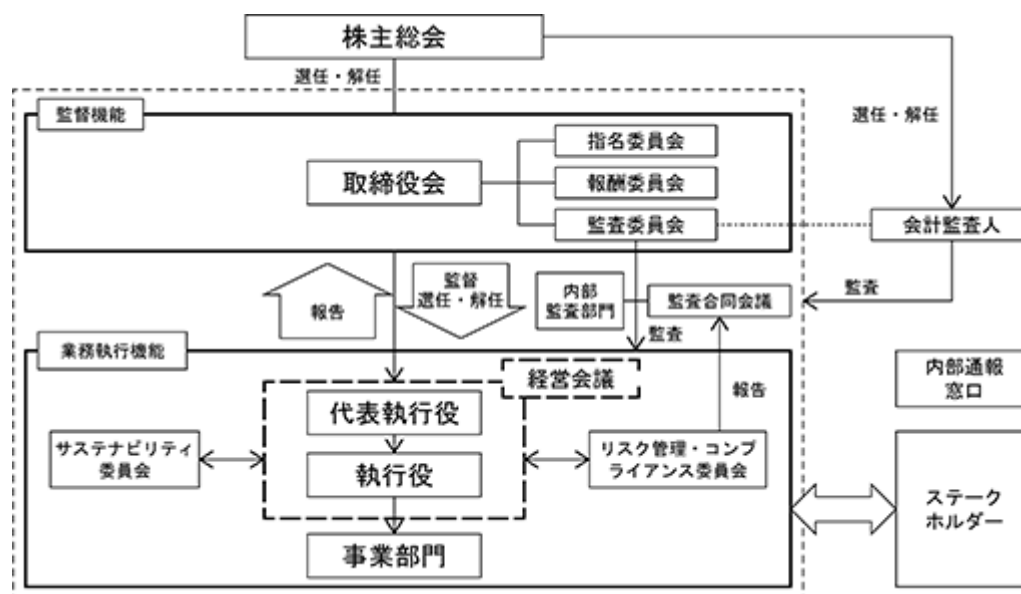 株主総会
選任・解任
監督機能
選任・解任
指名委員会
取締役会
報酬委員会
監査委員会
会計監査人
報告
監督
選任・解任
内部
監査部門
監査合同会議
監査
監査
業務執行機能
経営会議
報告
内部通報
窓口
代表執行役
サステナビリティ
委員会
執行役
リスク管理・コンプ
ライアンス委員会
ステーク
ホルダー
事業部門